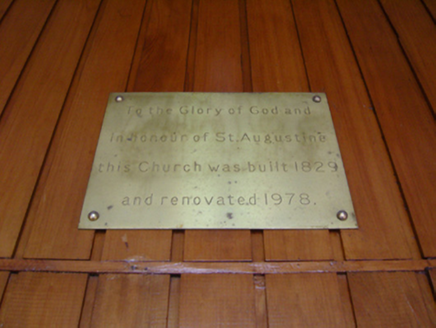 To the Glory of God and
in honour of St. Augustine
this Church was built 1829
and renovated 1978.